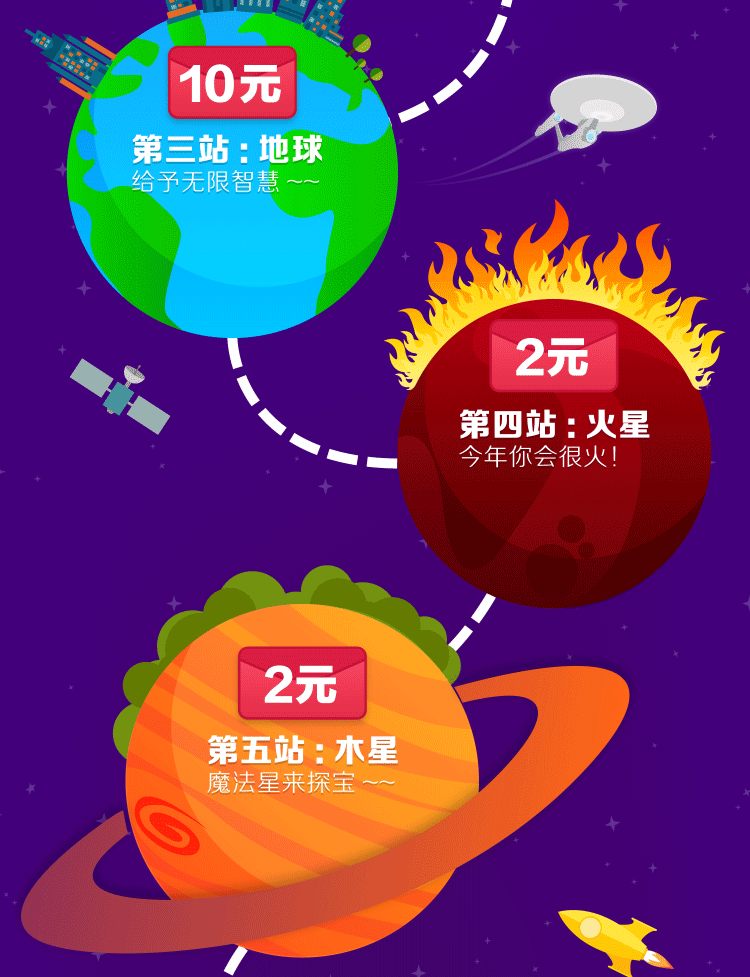 10元
第三站：地球
给予无限智慧 ~~
2元
第四站：火星
今年你会很火！
2元
第五站：木星
魔法星来探宝 ~~